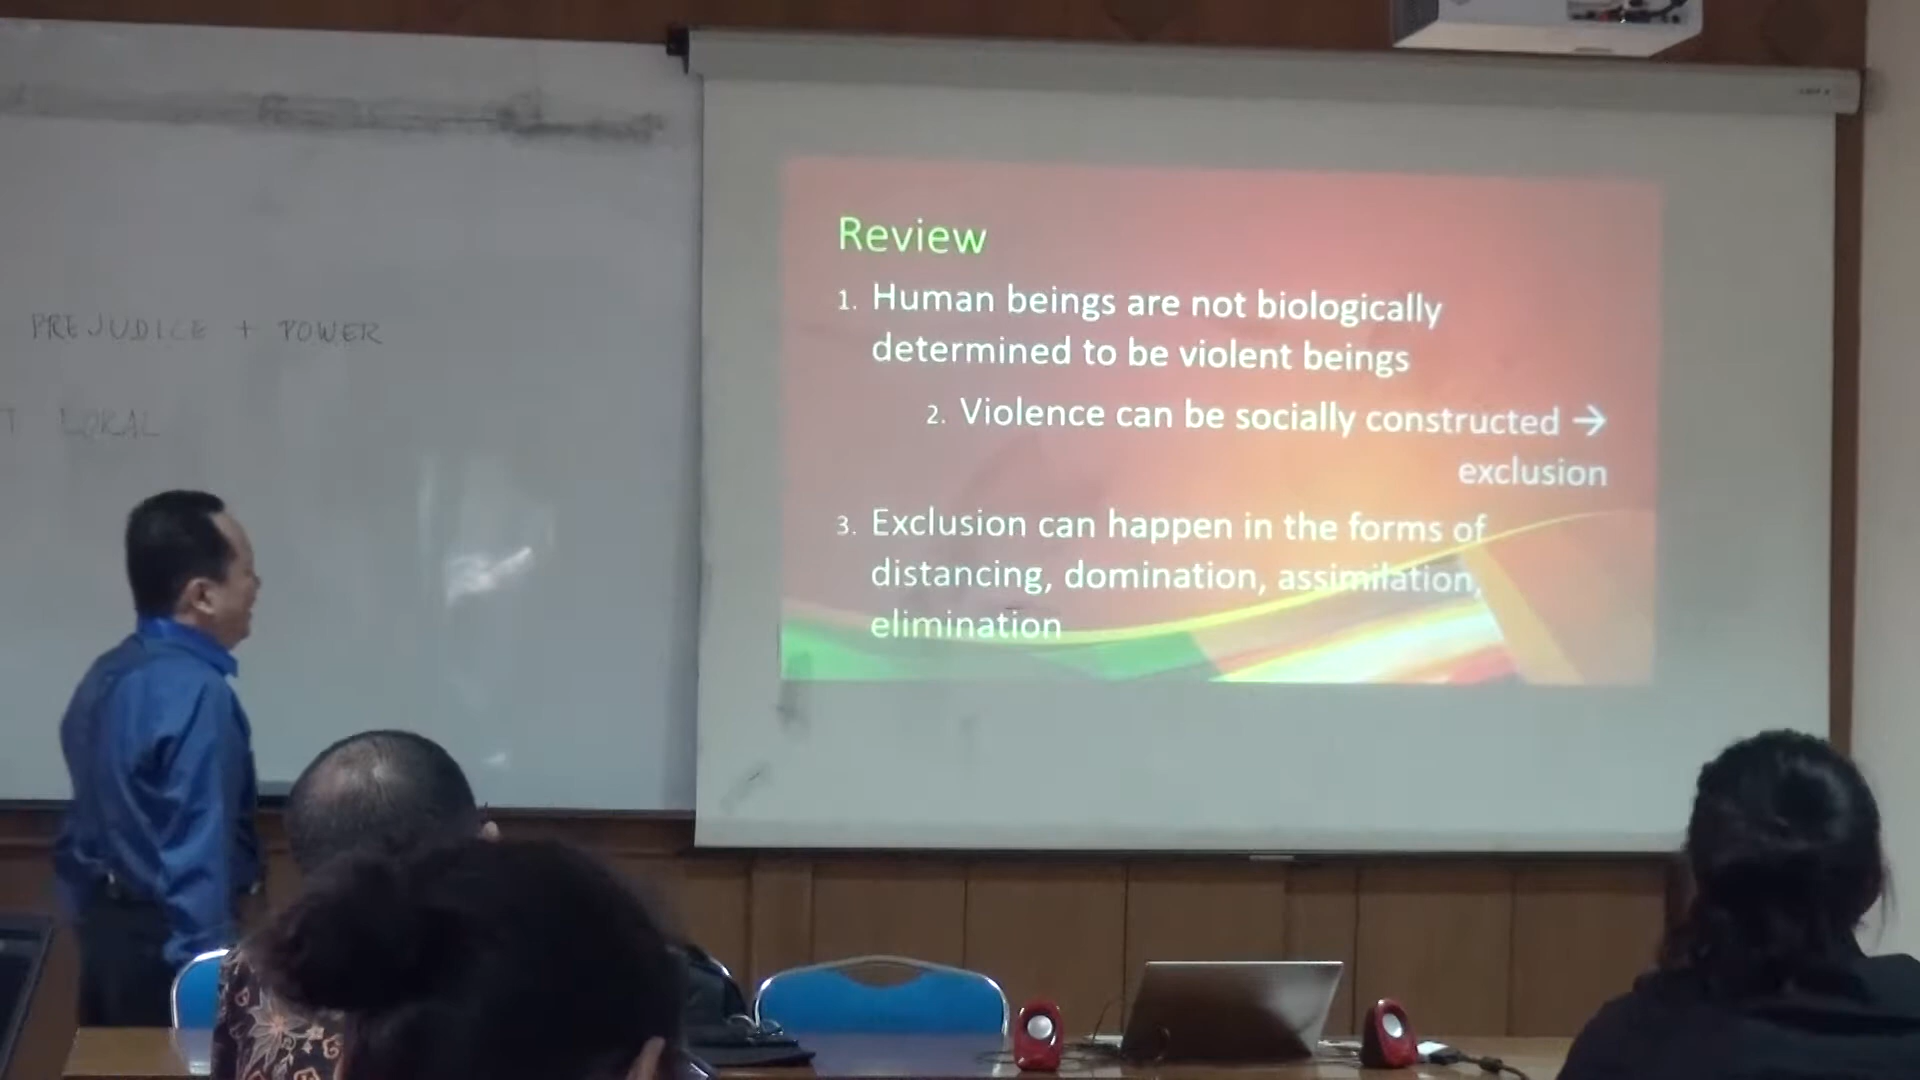 PREJUDICE + POWER
LOKAL
Review
1. Human beings are not biologically
determined to be violent beings
2. Violence can be socially constructed →
exclusion
3. Exclusion can happen in the forms of
distancing, domination, assimilation,
elimination